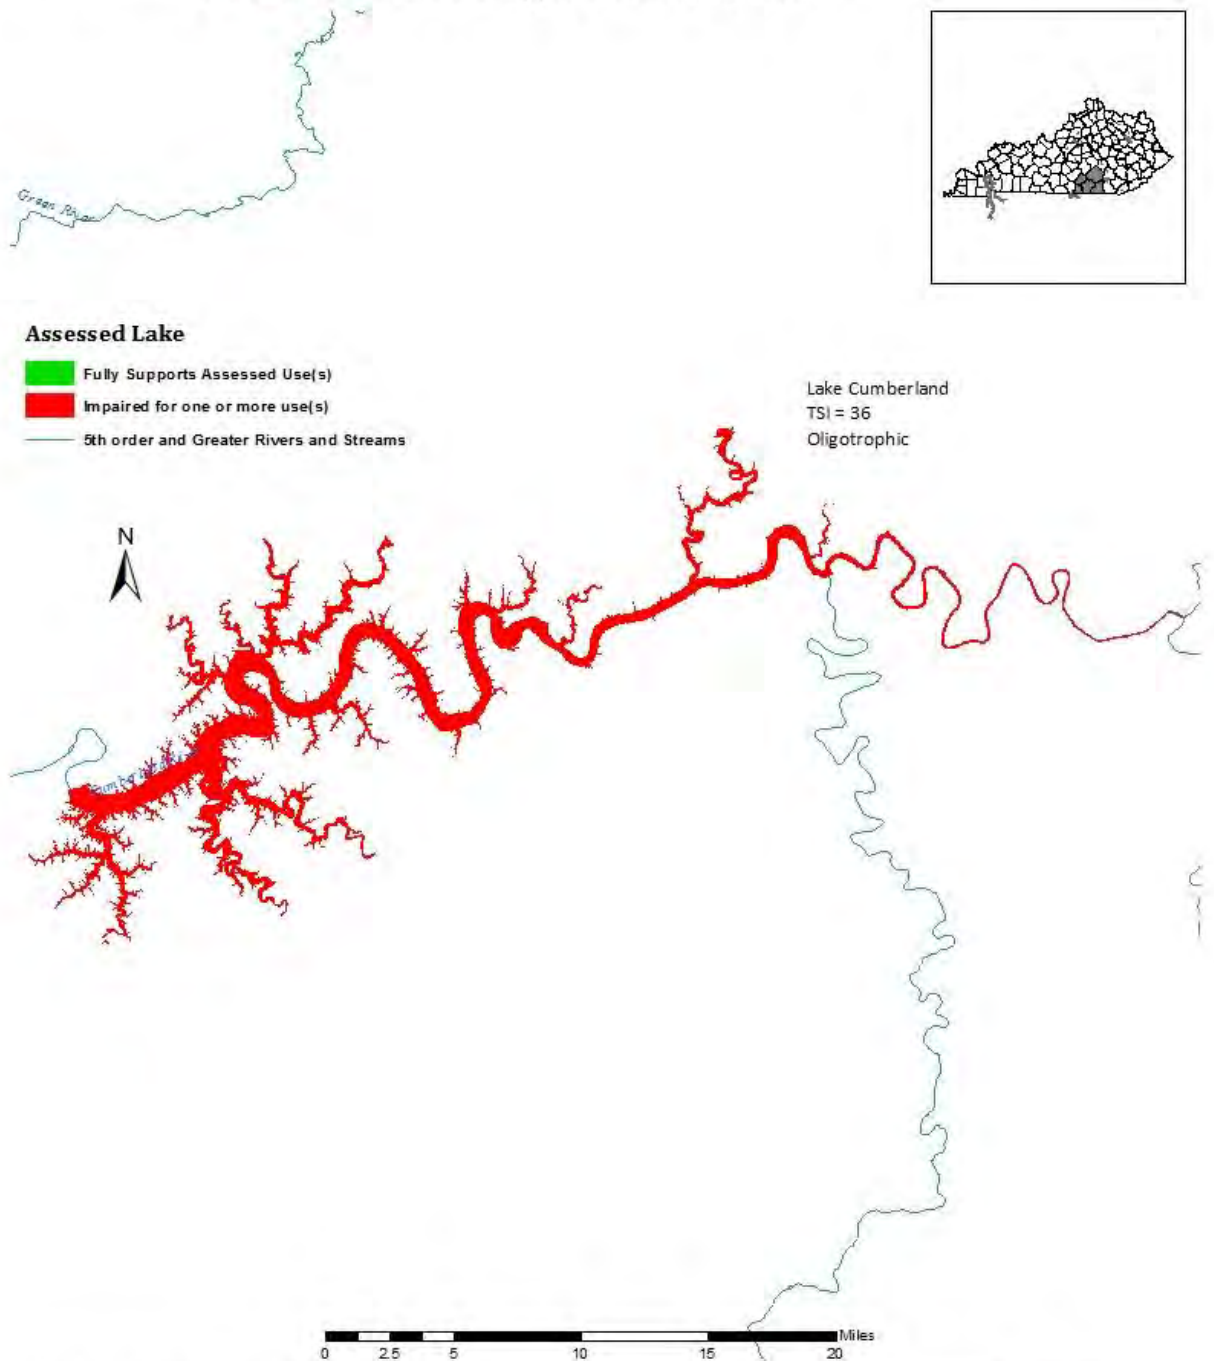 Green River
Assessed Lake
Fully Supports Assessed Use(s)
Impaired for one or more use(s)
5th order and Greater Rivers and Streams
Lake Cumberland
TSI = 36
Oligotrophic
N
Miles
0 2.5 5 10 15 20